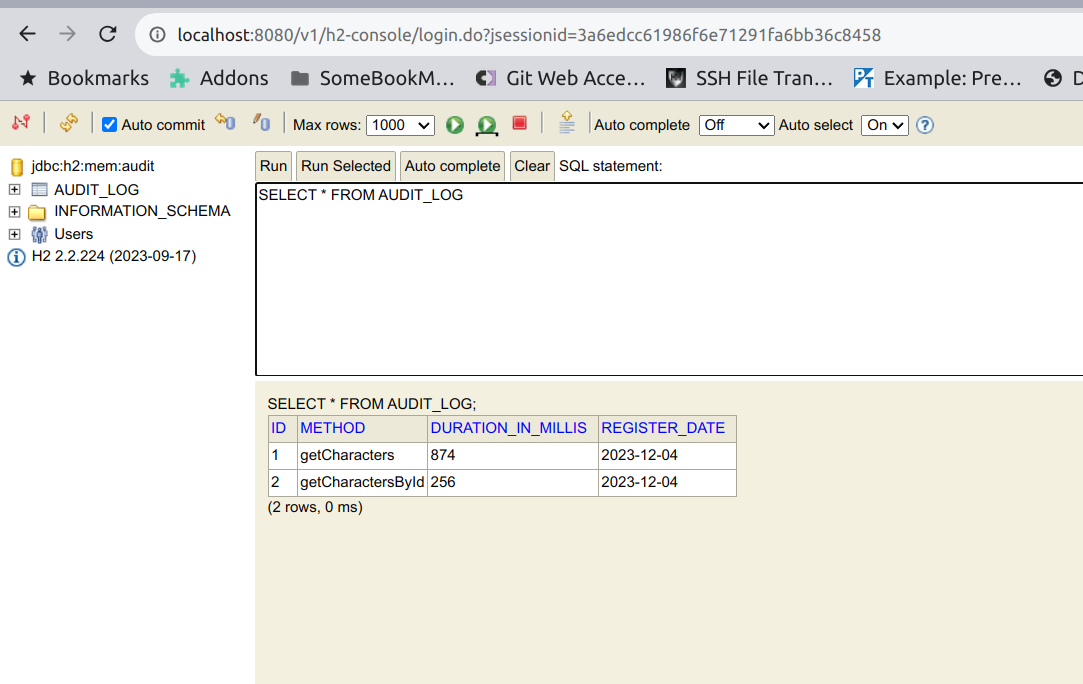 localhost:8080/v1/h2-console/login.do?jsessionid=3a6edcc61986f6e71291fa6bb36c8458
Bookmarks Addons SomeBookM... Git Web Acce... SSH File Tran... Example: Pre... D
Auto commit Max rows: 1000 Auto complete Off Auto select On
jdbc:h2:mem:audit
AUDIT_LOG
INFORMATION_SCHEMA
Users
H2 2.2.224 (2023-09-17)
Run Run Selected Auto complete Clear SQL statement:
SELECT * FROM AUDIT_LOG
SELECT * FROM AUDIT_LOG;
ID METHOD DURATION_IN_MILLIS REGISTER_DATE
1 getCharacters 874 2023-12-04
2 getCharactersById 256 2023-12-04
(2 rows, 0 ms)